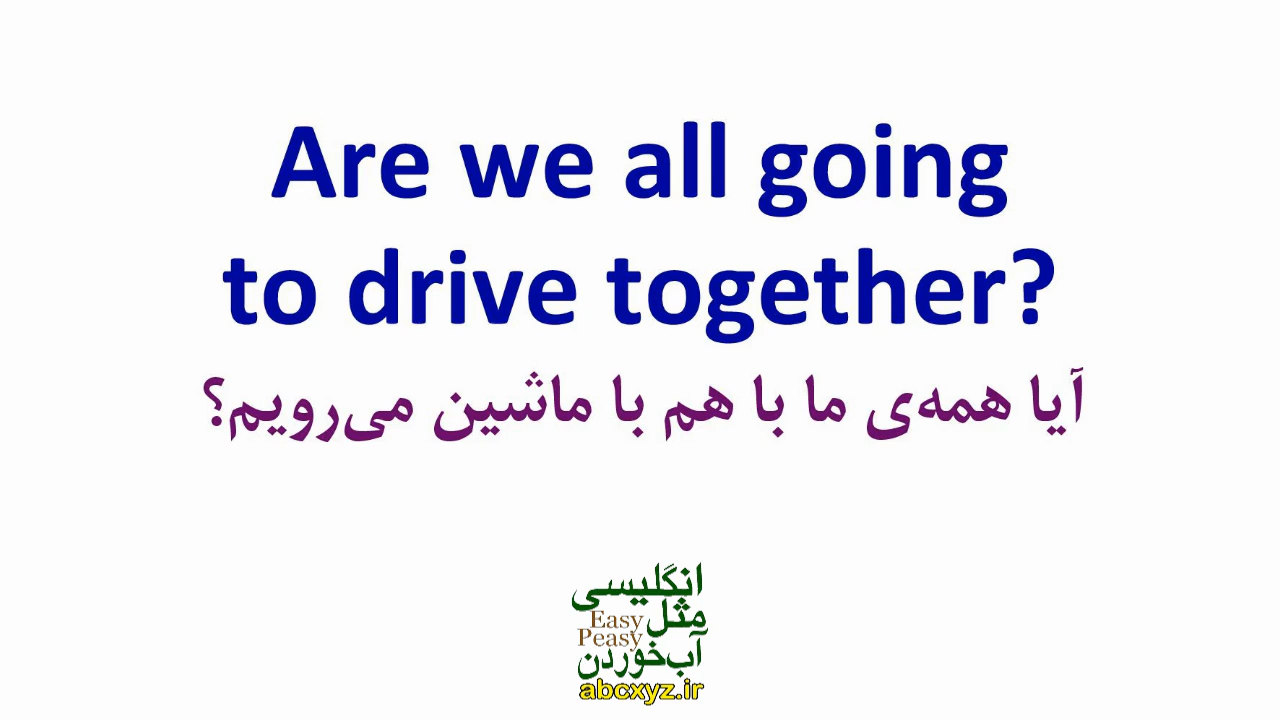 Are we all going
to drive together?
آیا همه‌ی ما با هم با ماشین می‌رویم؟
انگلیسی
مثل
Easy
Peasy
آب‌خوردن
abcxyz.ir